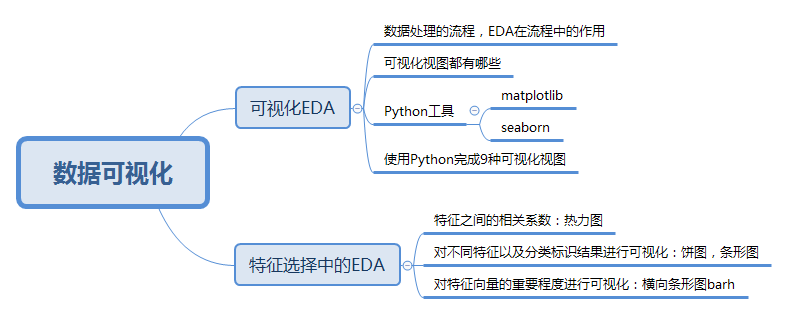 数据可视化
可视化EDA
数据处理的流程，EDA在流程中的作用
可视化视图都有哪些
Python工具
matplotlib
seaborn
使用Python完成9种可视化视图
特征选择中的EDA
特征之间的相关系数：热力图
对不同特征以及分类标识结果进行可视化：饼图，条形图
对特征向量的重要程度进行可视化：横向条形图barh